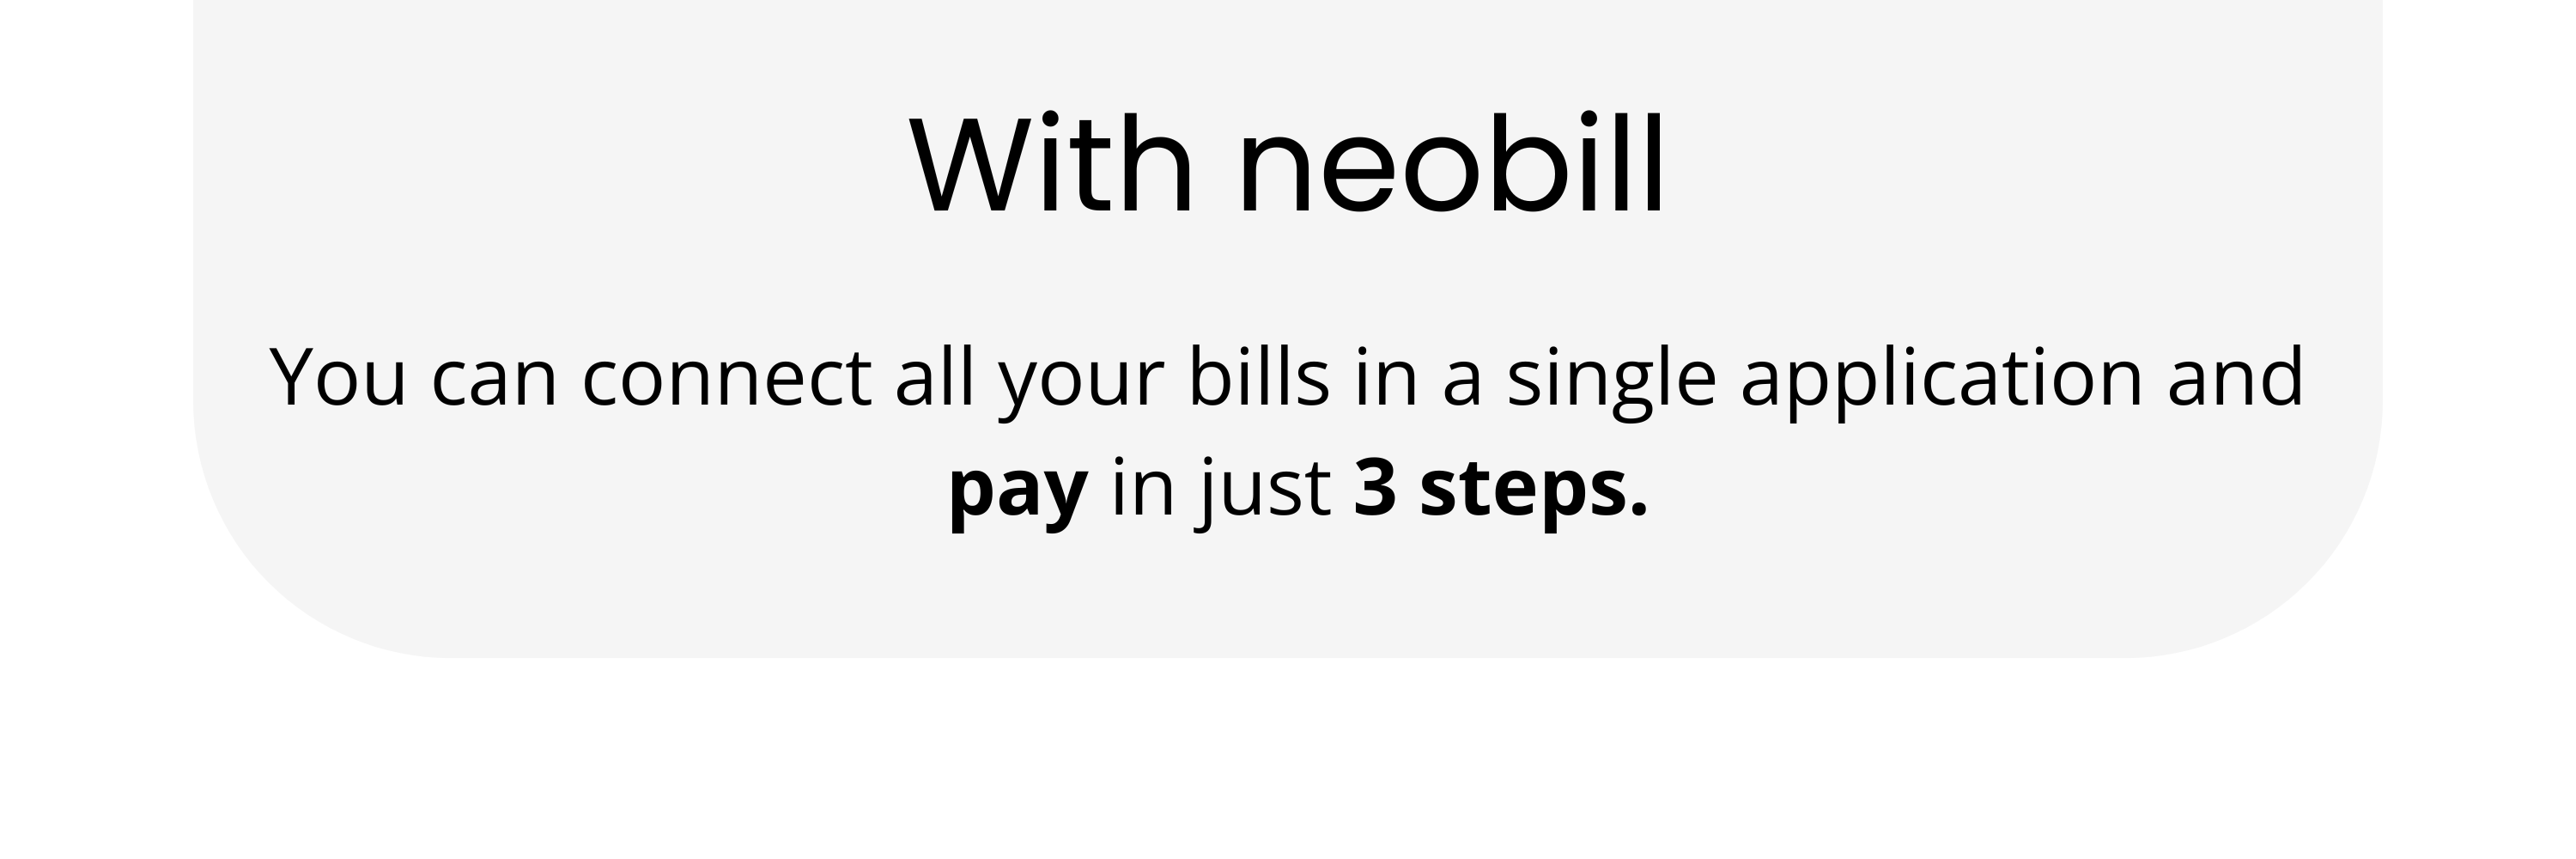 With neobill
You can connect all your bills in a single application and
pay in just 3 steps.